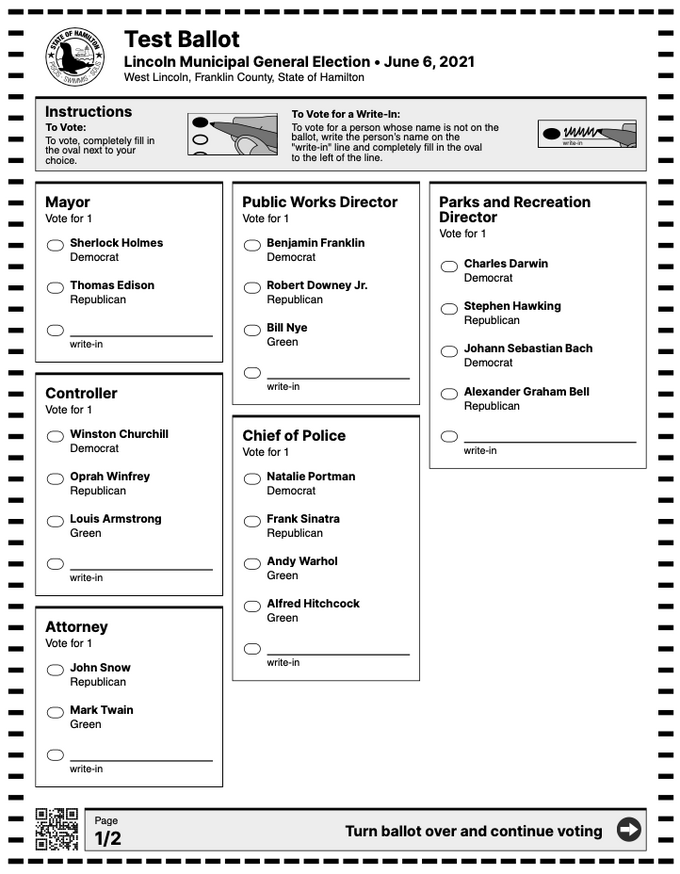 STATE OF HAMILTON
Test Ballot
Lincoln Municipal General Election • June 6, 2021
West Lincoln, Franklin County, State of Hamilton
Instructions
To Vote:
To vote, completely fill in
the oval next to your
choice.
To Vote for a Write-In:
To vote for a person whose name is not on the
ballot, write the person's name on the
"write-in" line and completely fill in the oval
to the left of the line.
write-in
Mayor
Vote for 1
Sherlock Holmes
Democrat
Thomas Edison
Republican
write-in
Controller
Vote for 1
Winston Churchill
Democrat
Oprah Winfrey
Republican
Louis Armstrong
Green
write-in
Attorney
Vote for 1
John Snow
Republican
Mark Twain
Green
write-in
Public Works Director
Vote for 1
Benjamin Franklin
Democrat
Robert Downey Jr.
Republican
Bill Nye
Green
write-in
Chief of Police
Vote for 1
Natalie Portman
Democrat
Frank Sinatra
Republican
Andy Warhol
Green
Alfred Hitchcock
Green
write-in
Parks and Recreation
Director
Vote for 1
Charles Darwin
Democrat
Stephen Hawking
Republican
Johann Sebastian Bach
Democrat
Alexander Graham Bell
Republican
write-in
Page
1/2
Turn ballot over and continue voting